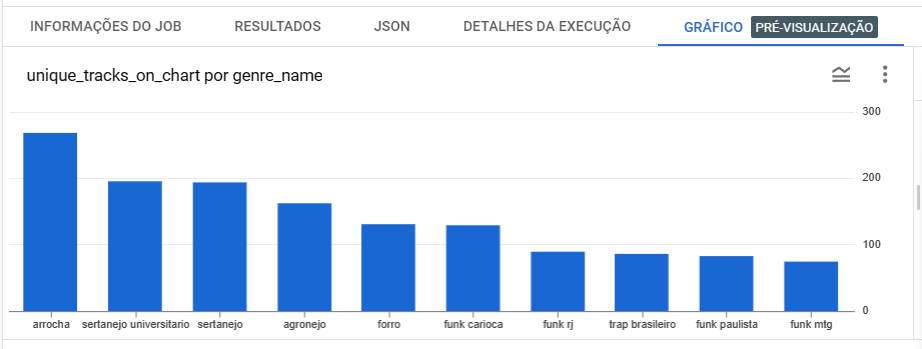 INFORMAÇÕES DO JOB RESULTADOS JSON DETALHES DA EXECUÇÃO GRÁFICO PRÉ-VISUALIZAÇÃO
unique_tracks_on_chart por genre_name
300
200
100
0
arrocha sertanejo universitario sertanejo agronejo forro funk carioca funk rj trap brasileiro funk paulista funk mtg